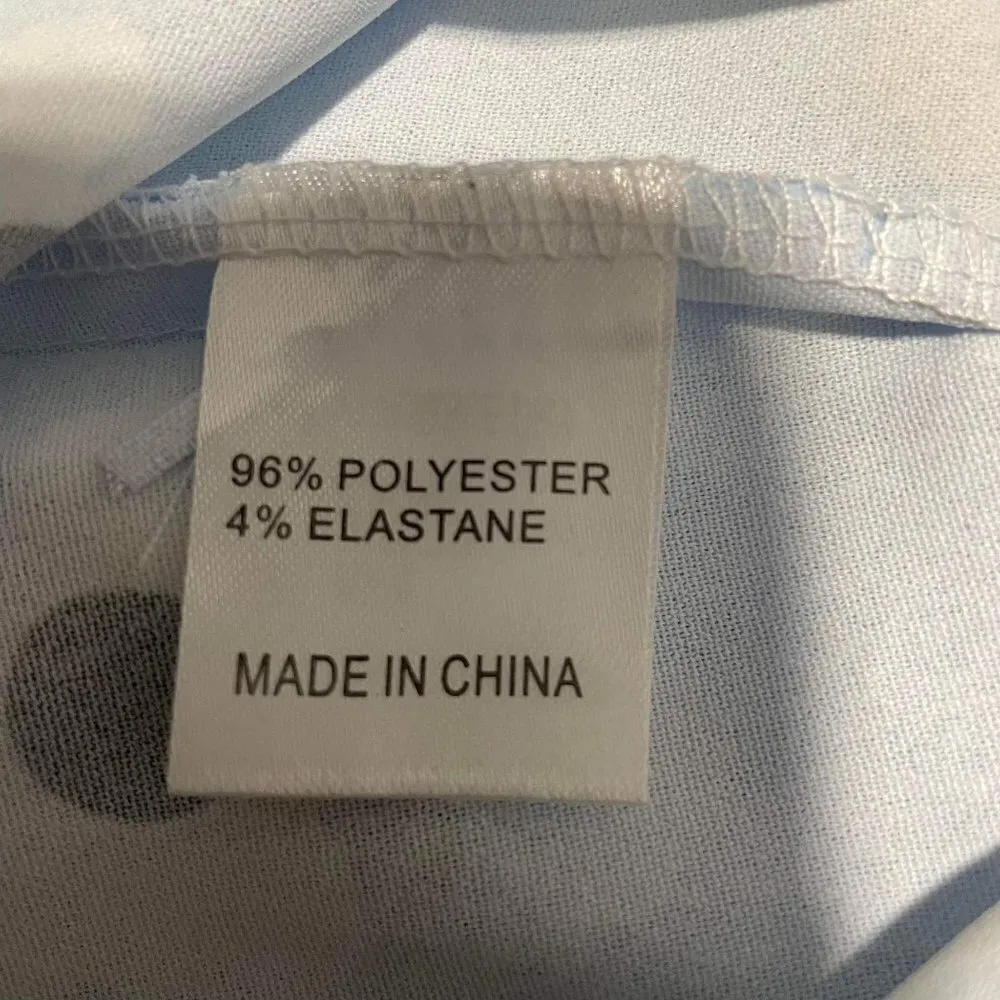 96% POLYESTER
4% ELASTANE
MADE IN CHINA